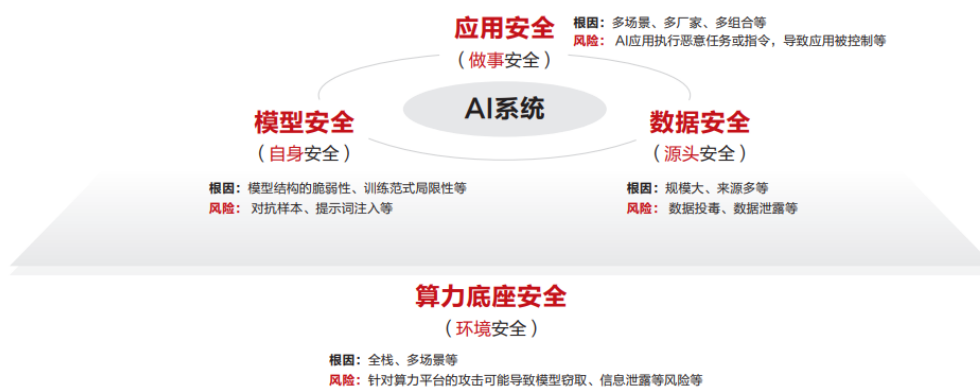 应用安全
（做事安全）
根因：多场景、多厂家、多组合等
风险： AI应用执行恶意任务或指令，导致应用被控制等
AI系统
模型安全
（自身安全）
根因：模型结构的脆弱性、训练范式局限性等
风险： 对抗样本、提示词注入等
数据安全
（源头安全）
根因：规模大、来源多等
风险： 数据投毒、数据泄露等
算力底座安全
（环境安全）
根因：全栈、多场景等
风险：针对算力平台的攻击可能导致模型窃取、信息泄露等风险等